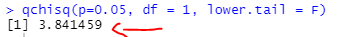 > qchisq(p=0.05, df = 1, lower.tail = F)
[1] 3.841459